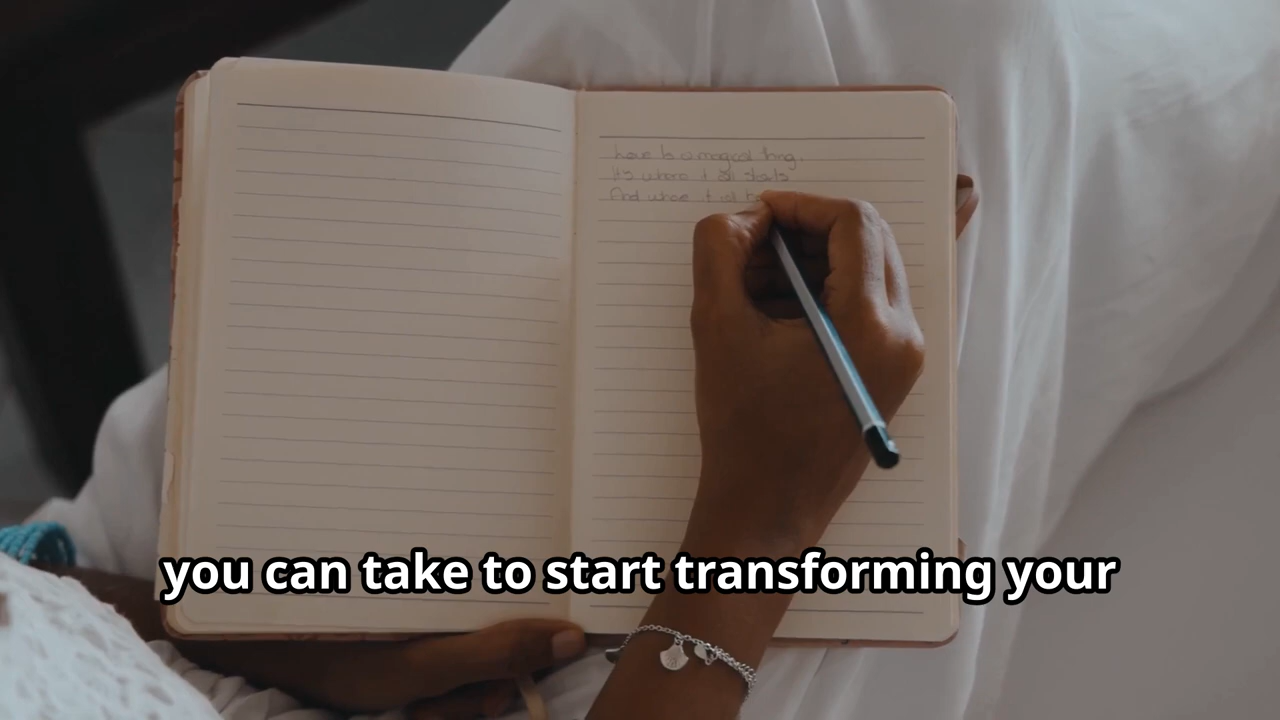 Love is a magical thing.
It's where it all starts
And where it all
you can take to start transforming your